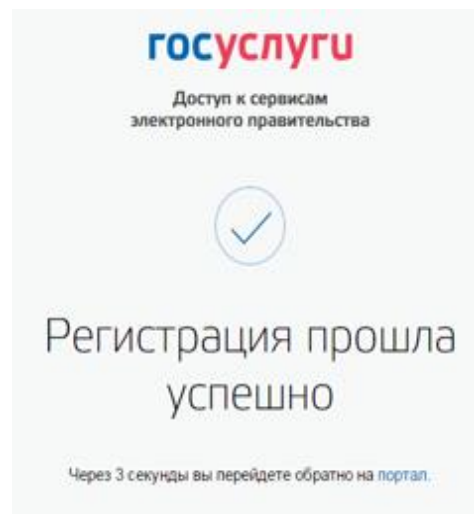 госуслуги
Доступ к сервисам
электронного правительства
Регистрация прошла
успешно
Через 3 секунды вы перейдете обратно на портал.